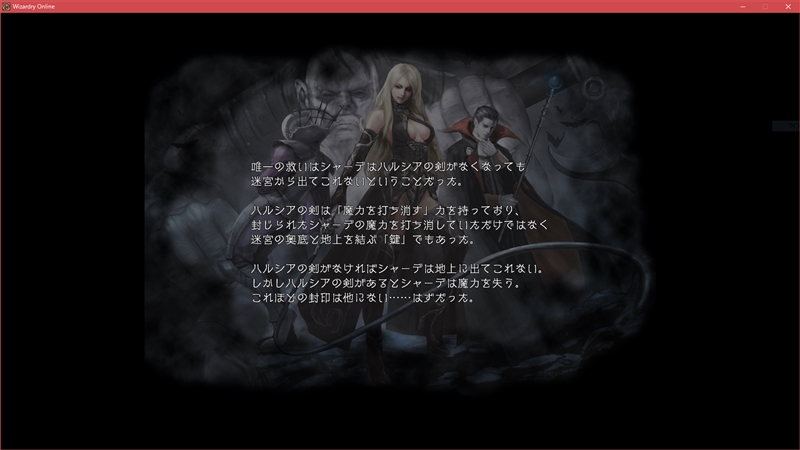 Wizardry Online
唯一の救いはシャーデはハルシアの剣がなくなっても
迷宮から出てこれないということだった。
ハルシアの剣は「魔力を打ち消す」力を持っており、
封じられたシャーデの魔力を打ち消していただけではなく
迷宮の奥底と地上を結ぶ「鍵」でもあった。
ハルシアの剣がなければシャーデは地上に出てこれない。
しかしハルシアの剣があるとシャーデは魔力を失う。
これほどの封印は他にない……はずだった。